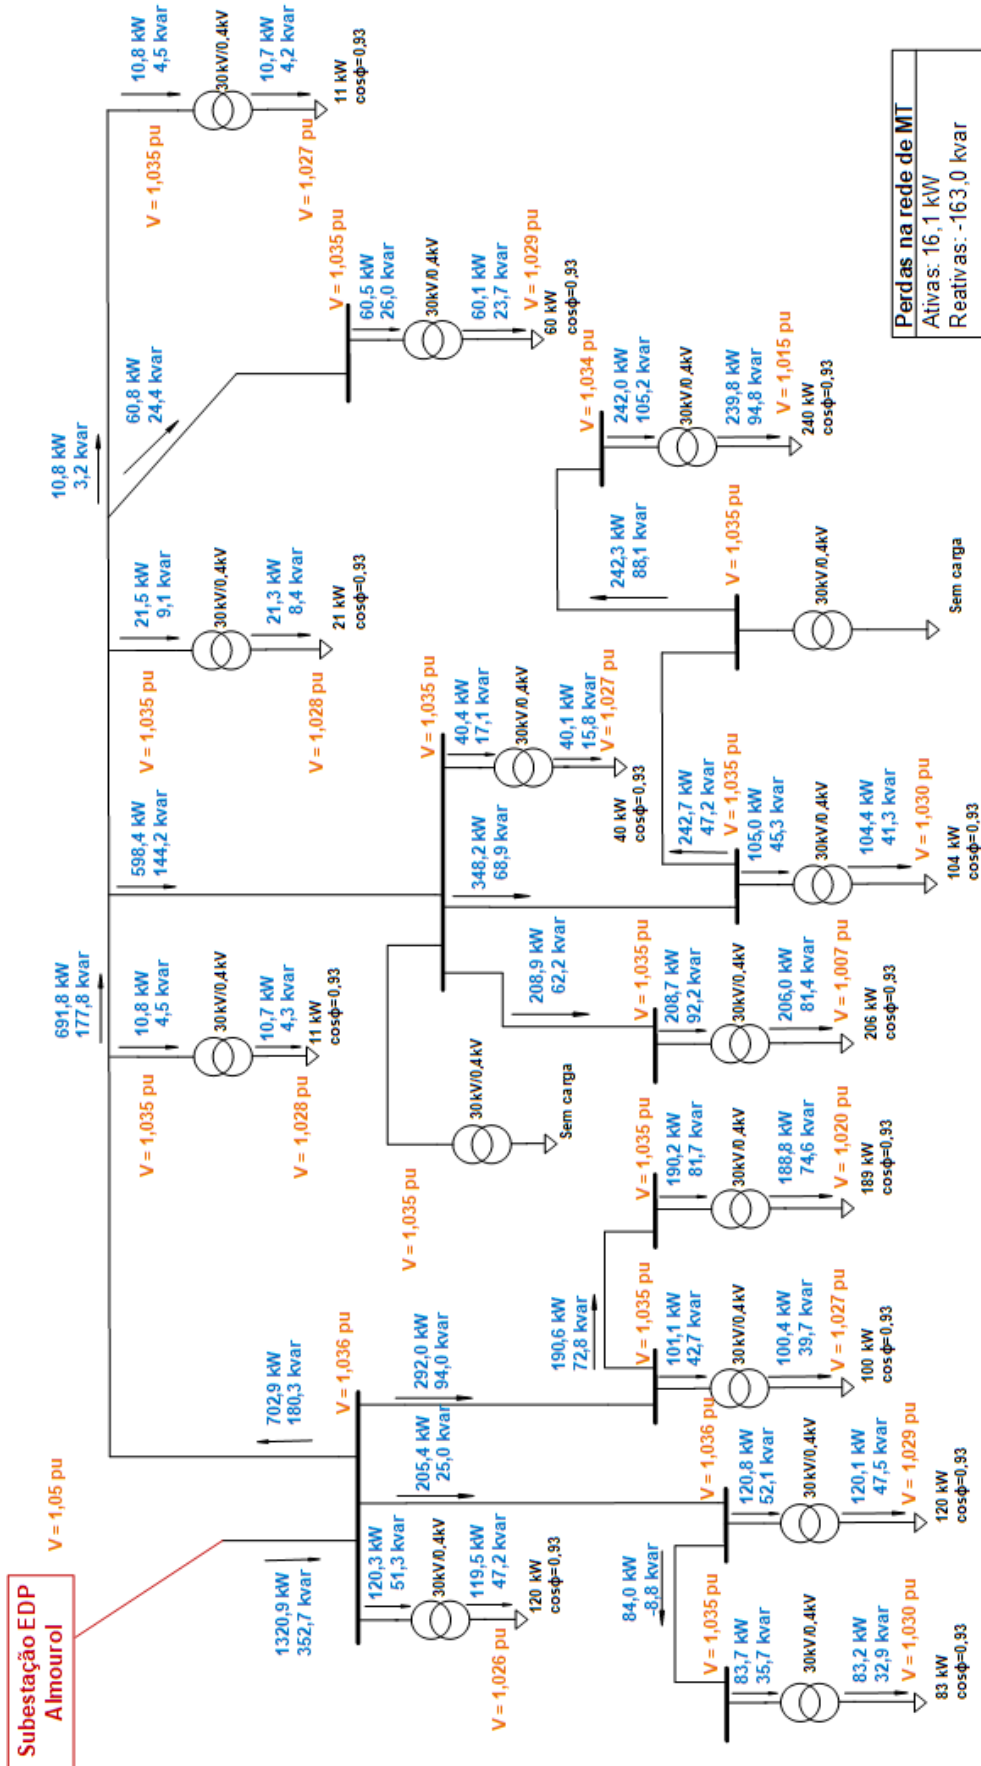 Subestação EDP
Almourol
V = 1,05 pu
1320,9 kW
352,7 kvar
702,9 kW
180,3 kvar
V = 1,036 pu
120,3 kW
51,3 kvar
30kV/0,4kV
119,5 kW
47,2 kvar
V = 1,026 pu
120 kW
cosϕ=0,93
205,4 kW
25,0 kvar
292,0 kW
94,0 kvar
84,0 kW
-8,8 kvar
V = 1,035 pu
83,7 kW
35,7 kvar
30kV/0,4kV
83,2 kW
32,9 kvar
V = 1,030 pu
83 kW
cosϕ=0,93
V = 1,036 pu
120,8 kW
52,1 kvar
30kV/0,4kV
120,1 kW
47,5 kvar
V = 1,029 pu
120 kW
cosϕ=0,93
190,6 kW
72,8 kvar
V = 1,035 pu
101,1 kW
42,7 kvar
30kV/0,4kV
100,4 kW
39,7 kvar
V = 1,027 pu
100 kW
cosϕ=0,93
V = 1,035 pu
190,2 kW
81,7 kvar
30kV/0,4kV
188,8 kW
74,6 kvar
V = 1,020 pu
189 kW
cosϕ=0,93
691,8 kW
177,8 kvar
V = 1,035 pu
10,8 kW
4,5 kvar
30kV/0,4kV
10,7 kW
4,3 kvar
V = 1,028 pu
11 kW
cosϕ=0,93
598,4 kW
144,2 kvar
V = 1,035 pu
30kV/0,4kV
Sem carga
V = 1,035 pu
40,4 kW
17,1 kvar
30kV/0,4kV
40,1 kW
15,8 kvar
V = 1,027 pu
40 kW
cosϕ=0,93
208,9 kW
62,2 kvar
V = 1,035 pu
208,7 kW
92,2 kvar
30kV/0,4kV
206,0 kW
81,4 kvar
V = 1,007 pu
206 kW
cosϕ=0,93
348,2 kW
68,9 kvar
242,7 kW
47,2 kvar
V = 1,035 pu
105,0 kW
45,3 kvar
30kV/0,4kV
104,4 kW
41,3 kvar
V = 1,030 pu
104 kW
cosϕ=0,93
242,3 kW
88,1 kvar
V = 1,035 pu
30kV/0,4kV
Sem carga
V = 1,034 pu
242,0 kW
105,2 kvar
30kV/0,4kV
239,8 kW
94,8 kvar
V = 1,015 pu
240 kW
cosϕ=0,93
V = 1,035 pu
21,5 kW
9,1 kvar
30kV/0,4kV
21,3 kW
8,4 kvar
V = 1,028 pu
21 kW
cosϕ=0,93
10,8 kW
3,2 kvar
60,8 kW
24,4 kvar
V = 1,035 pu
60,5 kW
26,0 kvar
30kV/0,4kV
60,1 kW
23,7 kvar
V = 1,029 pu
60 kW
cosϕ=0,93
V = 1,035 pu
10,8 kW
4,5 kvar
30kV/0,4kV
10,7 kW
4,2 kvar
V = 1,027 pu
11 kW
cosϕ=0,93
Perdas na rede de MT
Ativas: 16,1 kW
Reativas: -163,0 kvar